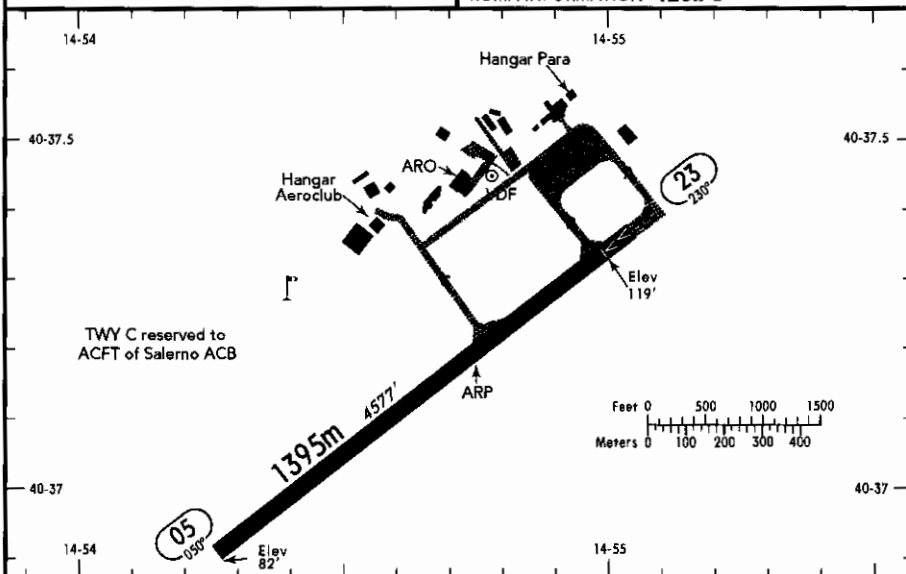 14-54
14-55
Hangar Para
40-37.5
40-37.5
ARO
VDF
Hangar
Aeroclub
23
230°
Elev
119'
TWY C reserved to
ACFT of Salerno ACB
ARP
4577'
1395m
Feet 0 500 1000 1500
Meters 0 100 200 300 400
40-37
40-37
05
050°
Elev
82'
14-54
14-55